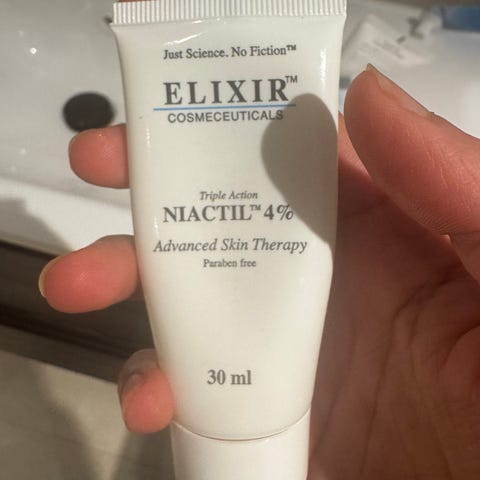 Just Science. No Fiction™
ELIXIR™
COSMECEUTICALS
Triple Action
NIACTIL™ 4%
Advanced Skin Therapy
Paraben free
30 ml